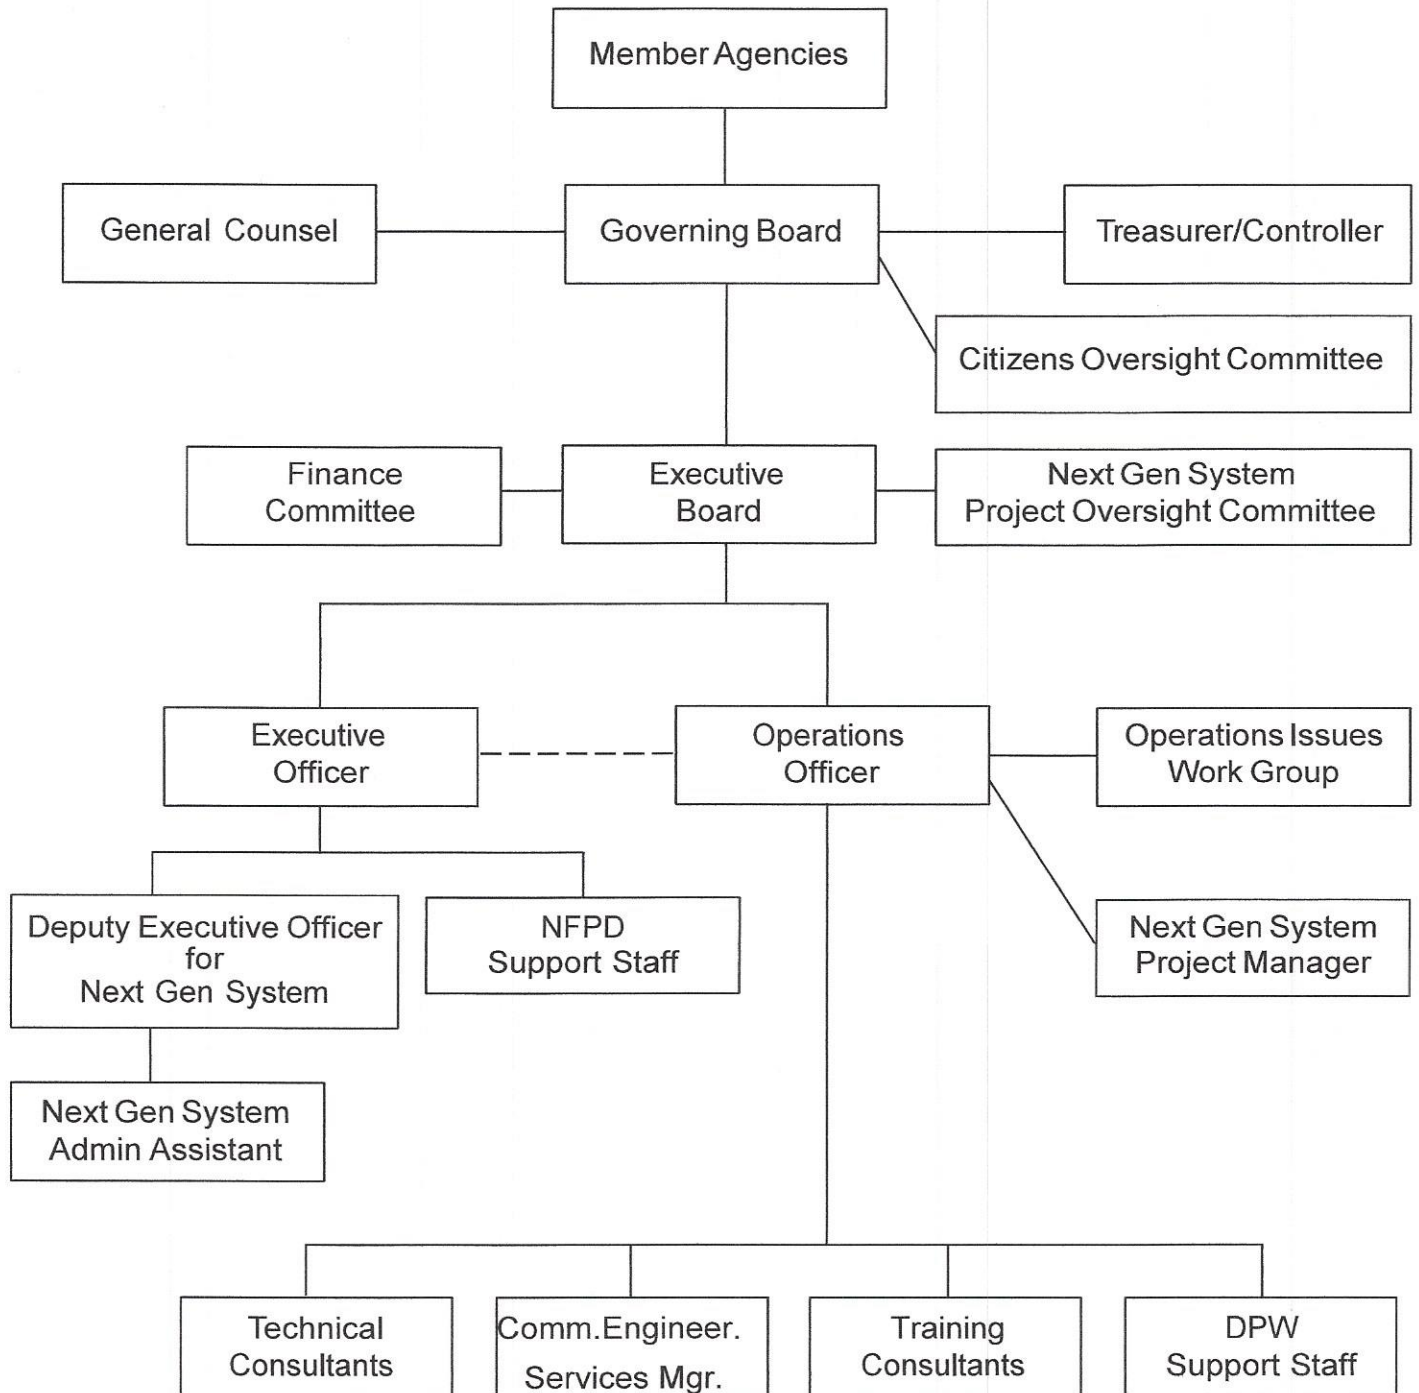 Member Agencies
General Counsel
Governing Board
Treasurer/Controller
Citizens Oversight Committee
Finance
Committee
Executive
Board
Next Gen System
Project Oversight Committee
Executive
Officer
Operations
Officer
Operations Issues
Work Group
Deputy Executive Officer
for
Next Gen System
NFPD
Support Staff
Next Gen System
Project Manager
Next Gen System
Admin Assistant
Technical
Consultants
Comm.Engineer.
Services Mgr.
Training
Consultants
DPW
Support Staff